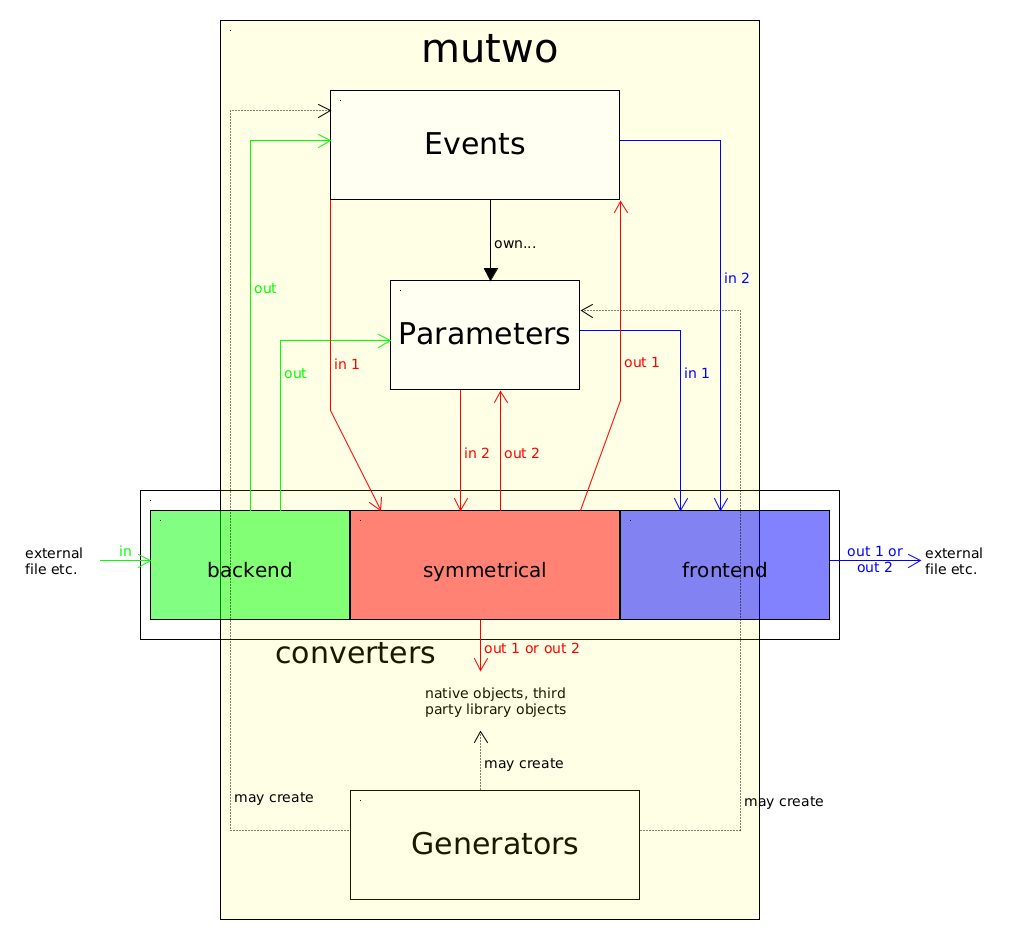 mutwo
Events
own...
out
in 2
Parameters
out
in 1
out 1
in 1
in 2
out 2
external
file etc.
in
backend
symmetrical
frontend
out 1 or
out 2
external
file etc.
converters
out 1 or out 2
native objects, third
party library objects
may create
may create
may create
Generators